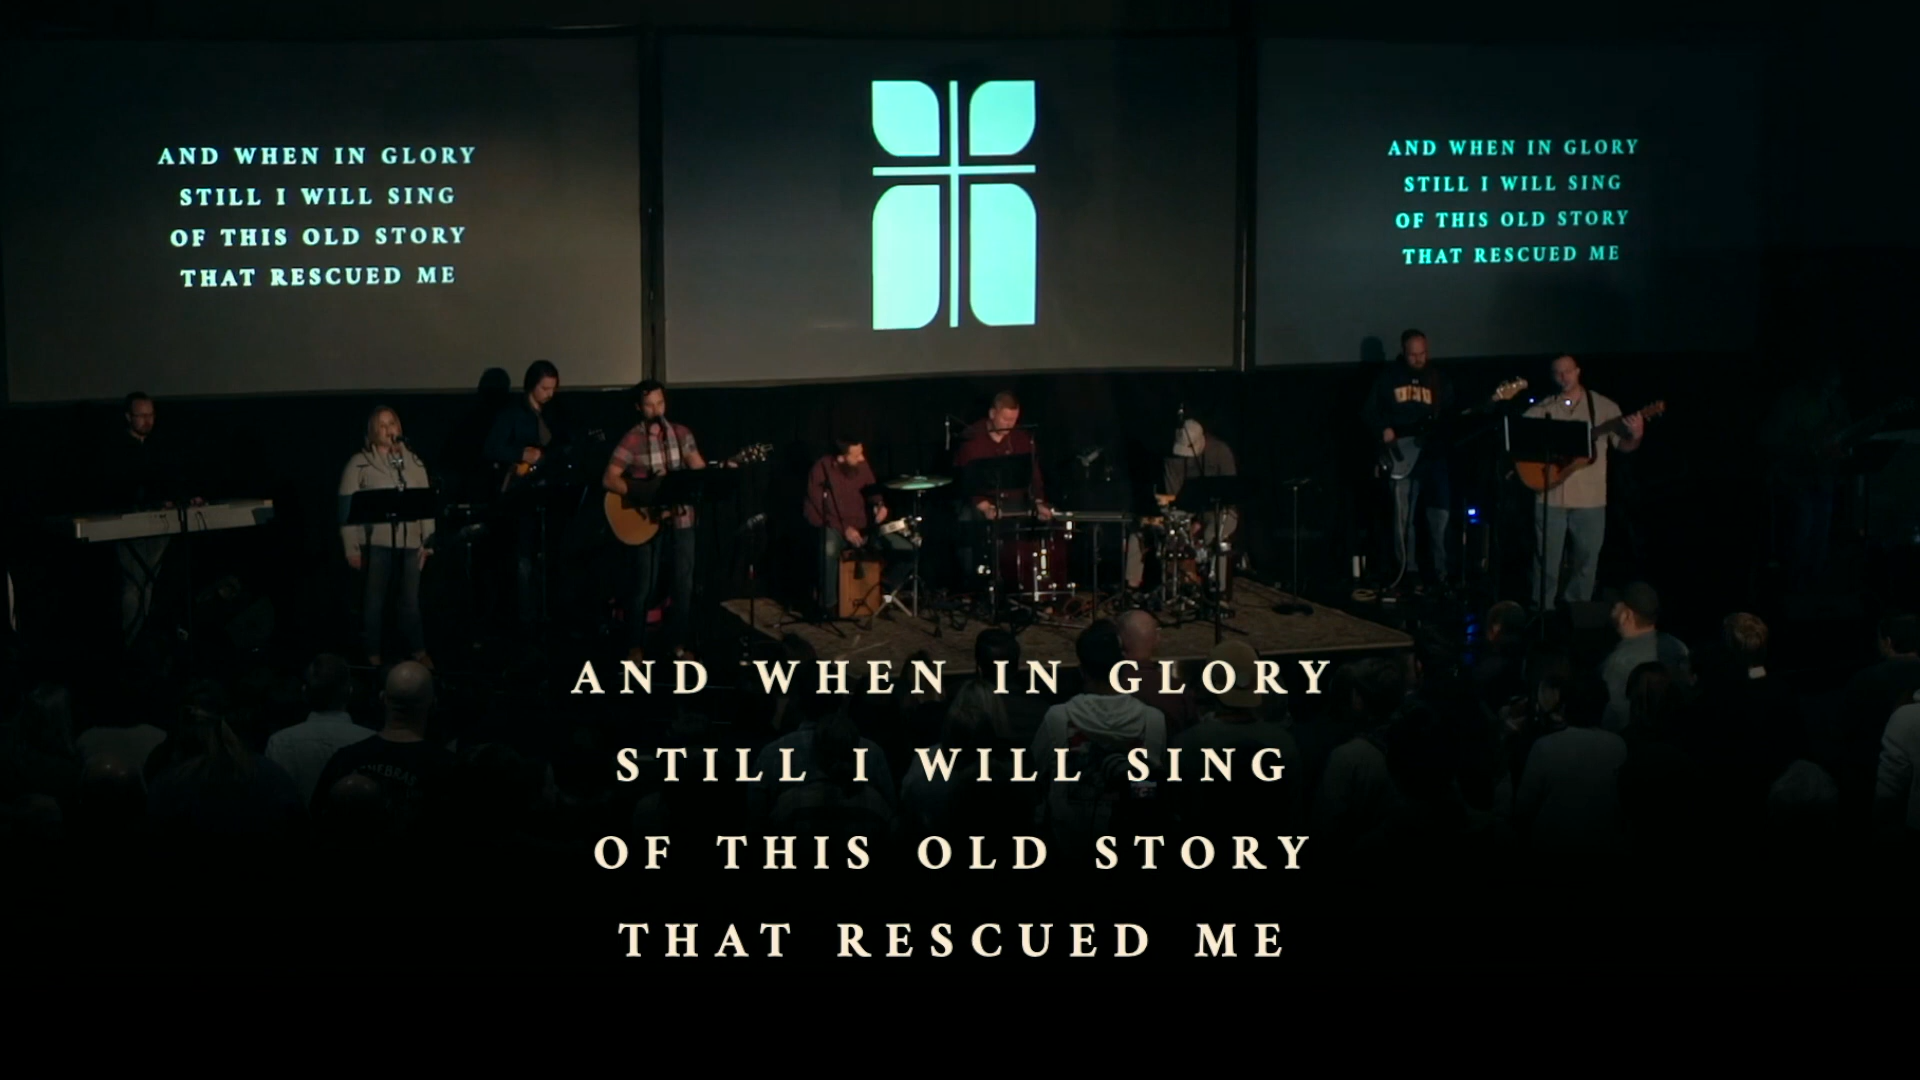 AND WHEN IN GLORY
STILL I WILL SING
OF THIS OLD STORY
THAT RESCUED ME
AND WHEN IN GLORY
STILL I WILL SING
OF THIS OLD STORY
THAT RESCUED ME
AND WHEN IN GLORY
STILL I WILL SING
OF THIS OLD STORY
THAT RESCUED ME